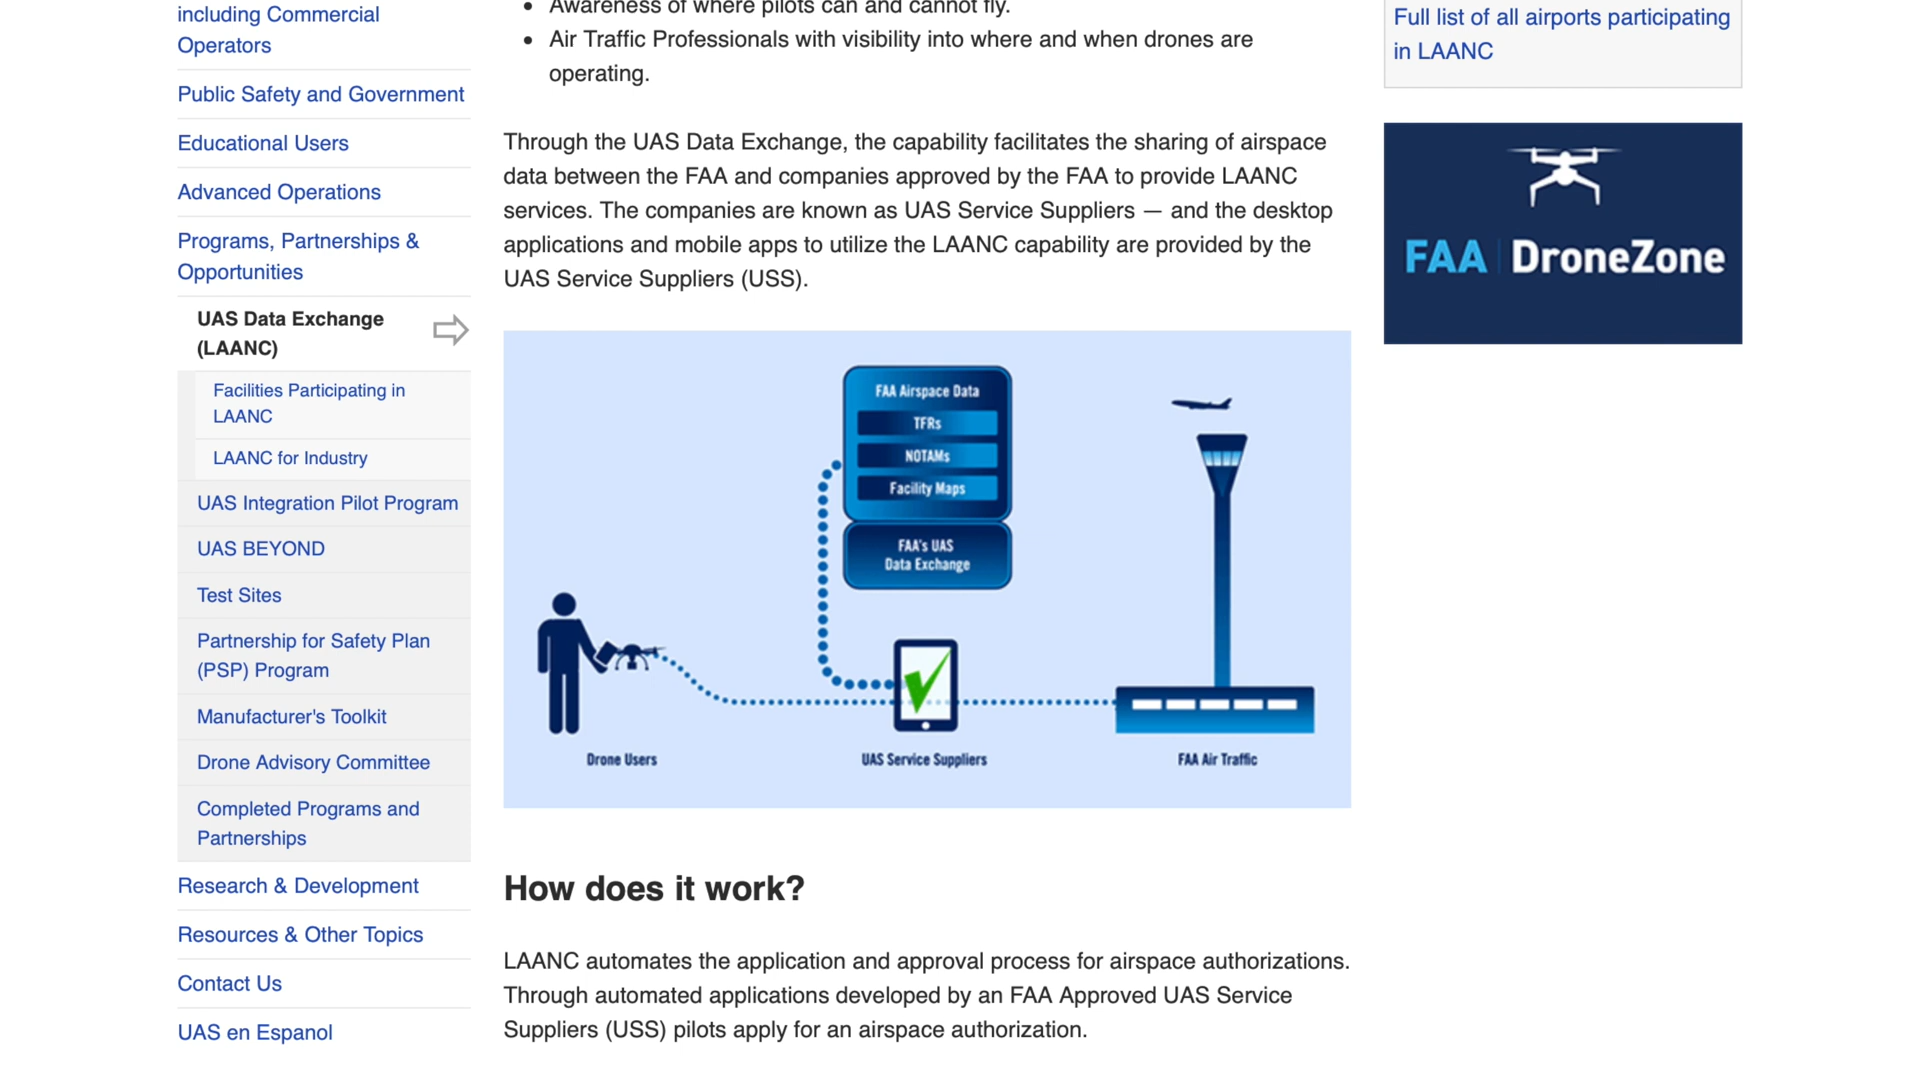 including Commercial
Operators
Public Safety and Government
Educational Users
Advanced Operations
Programs, Partnerships &
Opportunities
UAS Data Exchange
(LAANC)
Facilities Participating in
LAANC
LAANC for Industry
UAS Integration Pilot Program
UAS BEYOND
Test Sites
Partnership for Safety Plan
(PSP) Program
Manufacturer's Toolkit
Drone Advisory Committee
Completed Programs and
Partnerships
Research & Development
Resources & Other Topics
Contact Us
UAS en Espanol
Awareness of where pilots can and cannot fly.
Air Traffic Professionals with visibility into where and when drones are
operating.
Through the UAS Data Exchange, the capability facilitates the sharing of airspace
data between the FAA and companies approved by the FAA to provide LAANC
services. The companies are known as UAS Service Suppliers — and the desktop
applications and mobile apps to utilize the LAANC capability are provided by the
UAS Service Suppliers (USS).
FAA Airspace Data
TFRs
NOTAMs
Facility Maps
FAA's UAS
Data Exchange
Drone Users
UAS Service Suppliers
FAA Air Traffic
How does it work?
LAANC automates the application and approval process for airspace authorizations.
Through automated applications developed by an FAA Approved UAS Service
Suppliers (USS) pilots apply for an airspace authorization.
Full list of all airports participating
in LAANC
FAA DroneZone